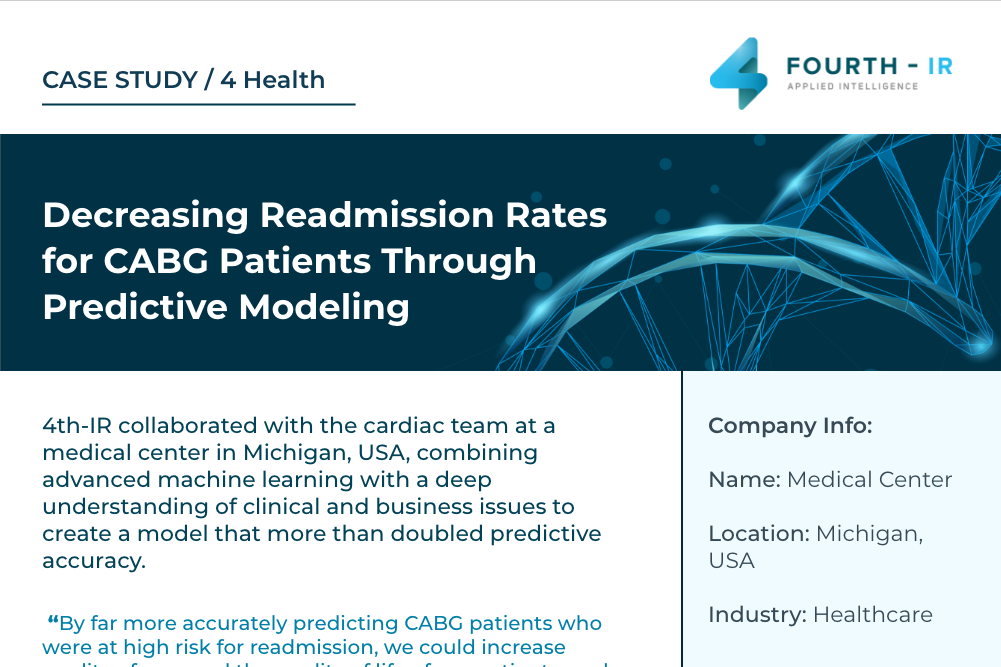 CASE STUDY / 4 Health
FOURTH - IR
APPLIED INTELLIGENCE
Decreasing Readmission Rates
for CABG Patients Through
Predictive Modeling
4th-IR collaborated with the cardiac team at a
medical center in Michigan, USA, combining
advanced machine learning with a deep
understanding of clinical and business issues to
create a model that more than doubled predictive
accuracy.
“By far more accurately predicting CABG patients who
were at high risk for readmission, we could increase
Company Info:
Name: Medical Center
Location: Michigan,
USA
Industry: Healthcare